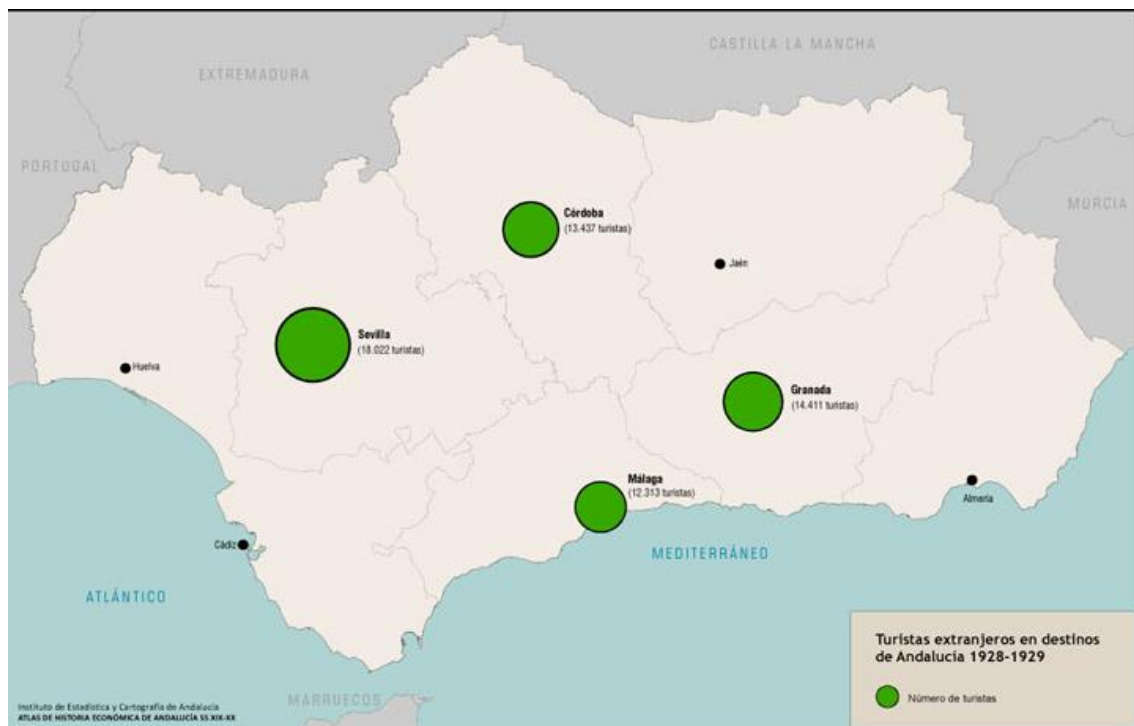 CASTILLA LA MANCHA
EXTREMADURA
PORTUGAL
MURCIA
Córdoba
(13.437 turistas)
Jaén
Sevilla
(18.022 turistas)
Huelva
Granada
(14.411 turistas)
Málaga
(12.313 turistas)
Almería
Cádiz
MEDITERRÁNEO
ATLÁNTICO
Turistas extranjeros en destinos
de Andalucía 1928-1929
Número de turistas
MARRUECOS
Instituto de Estadística y Cartografía de Andalucía
ATLAS DE HISTORIA ECONÓMICA DE ANDALUCÍA SS XIX-XX